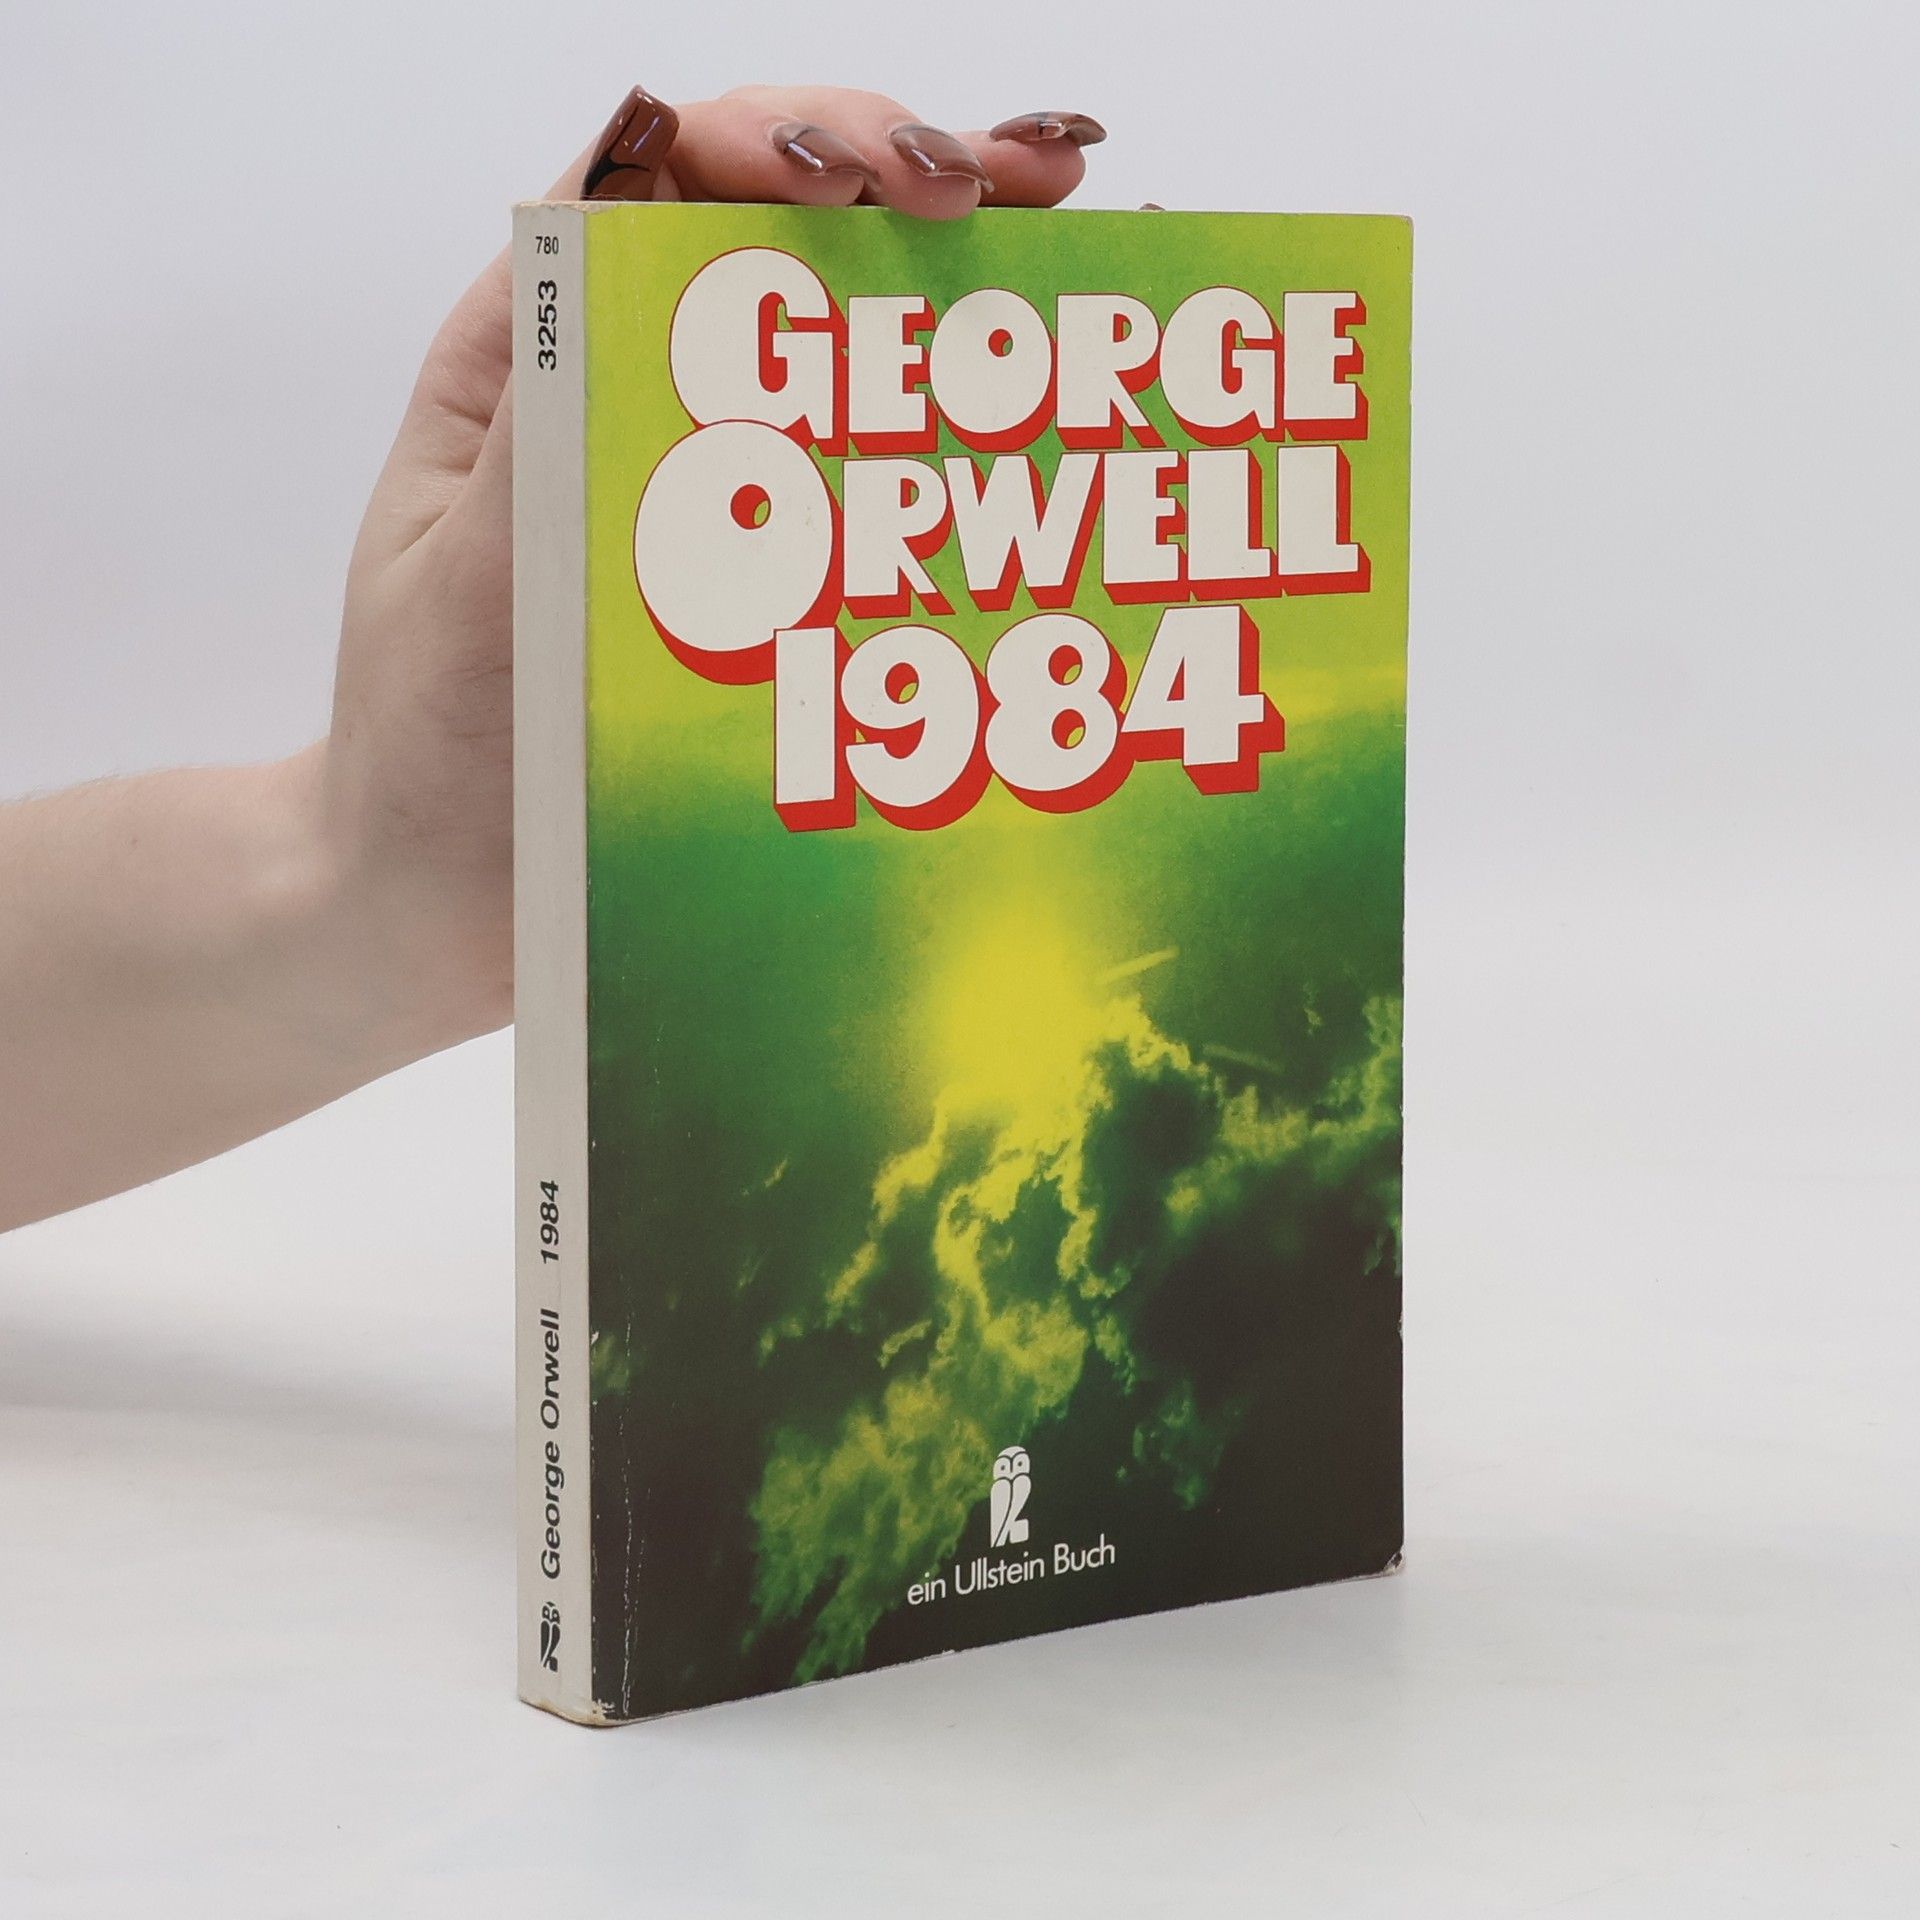 780
3253
1984
George Orwell
GEORGE
ORWELL
1984
ein Ullstein Buch